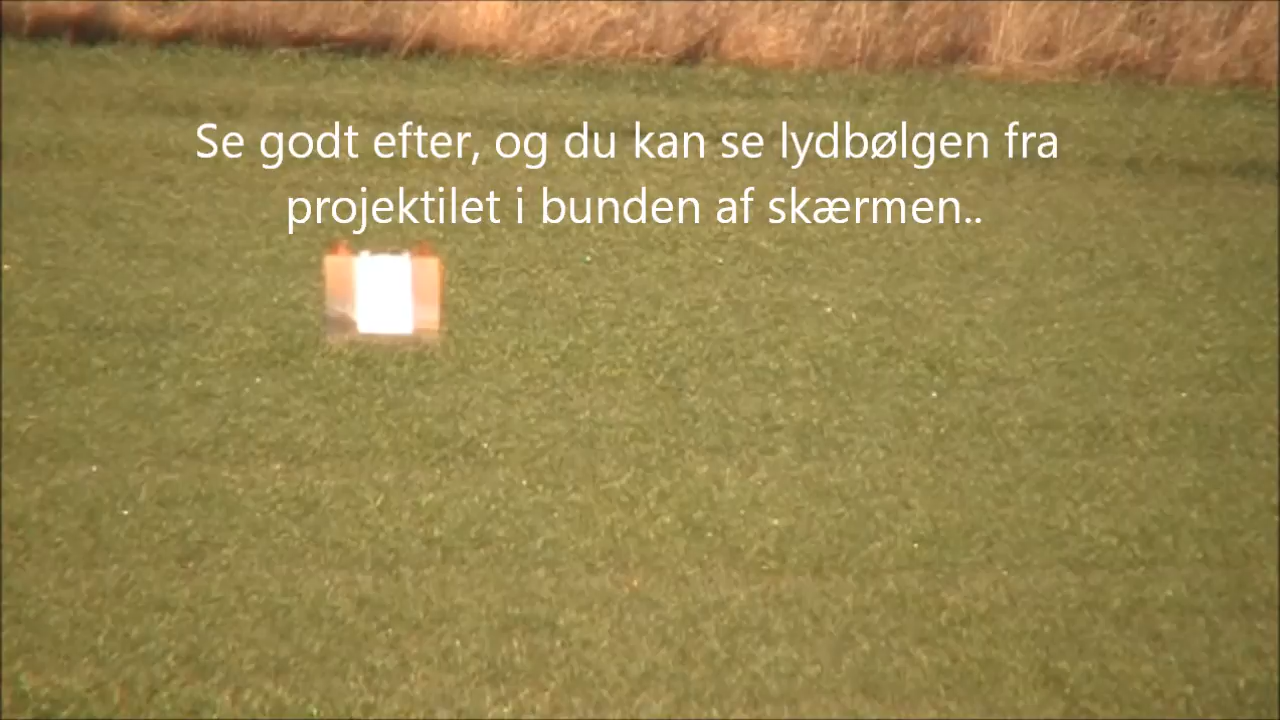 Se godt efter, og du kan se lydbølgen fra
projektilet i bunden af skærmen..